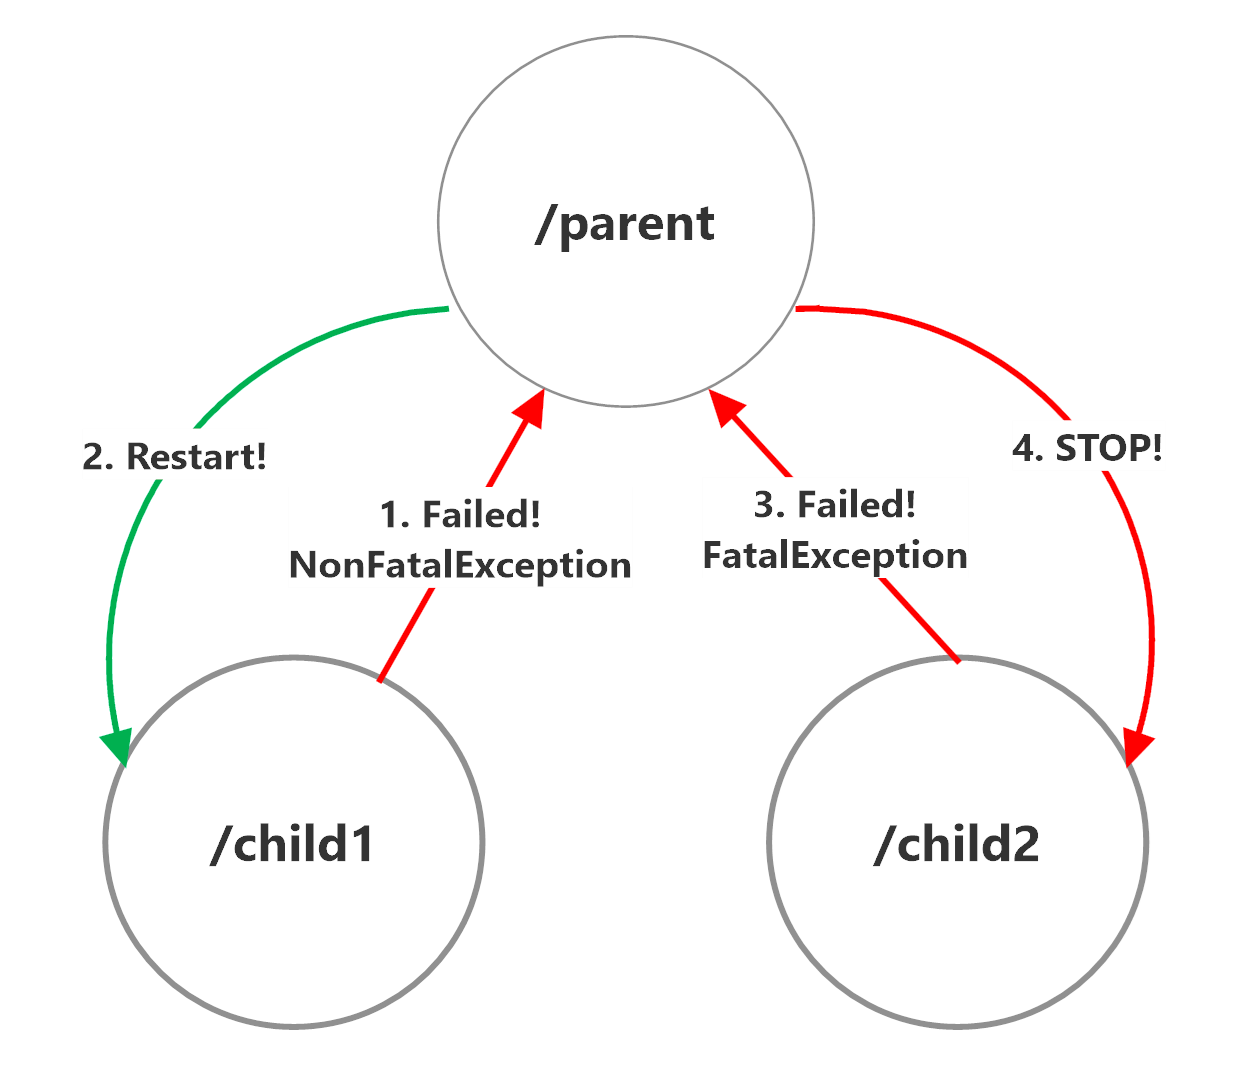 /parent
2. Restart!
4. STOP!
1. Failed!
NonFatalException
3. Failed!
FatalException
/child1
/child2